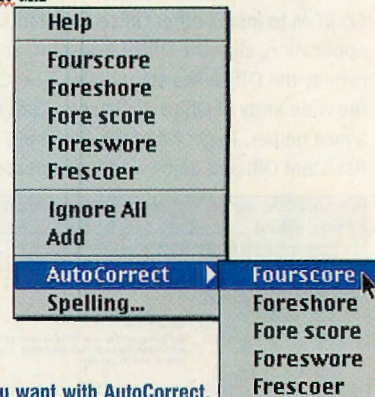 Help
Fourscore
Foreshore
Fore score
Foreswore
Frescoer
Ignore All
Add
AutoCorrect
Spelling...
Fourscore
Foreshore
Fore score
Foreswore
Frescoer
u want with AutoCorrect.